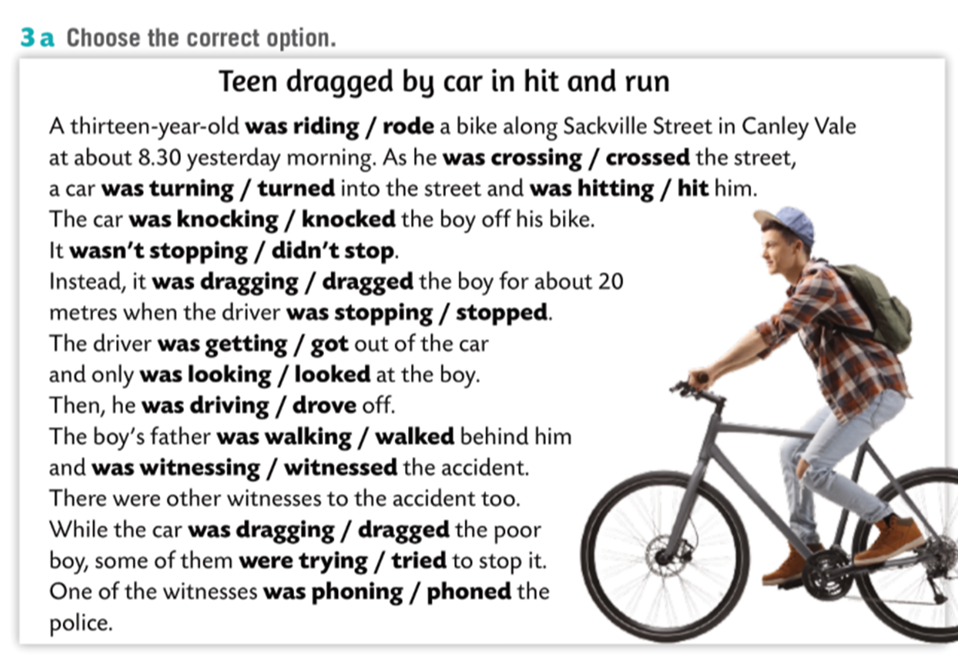 3 a Choose the correct option.
Teen dragged by car in hit and run
A thirteen-year-old was riding / rode a bike along Sackville Street in Canley Vale
at about 8.30 yesterday morning. As he was crossing / crossed the street,
a car was turning / turned into the street and was hitting / hit him.
The car was knocking / knocked the boy off his bike.
It wasn't stopping / didn't stop.
Instead, it was dragging / dragged the boy for about 20
metres when the driver was stopping / stopped.
The driver was getting / got out of the car
and only was looking / looked at the boy.
Then, he was driving / drove off.
The boy's father was walking / walked behind him
and was witnessing / witnessed the accident.
There were other witnesses to the accident too.
While the car was dragging / dragged the poor
boy, some of them were trying / tried to stop it.
One of the witnesses was phoning / phoned the
police.